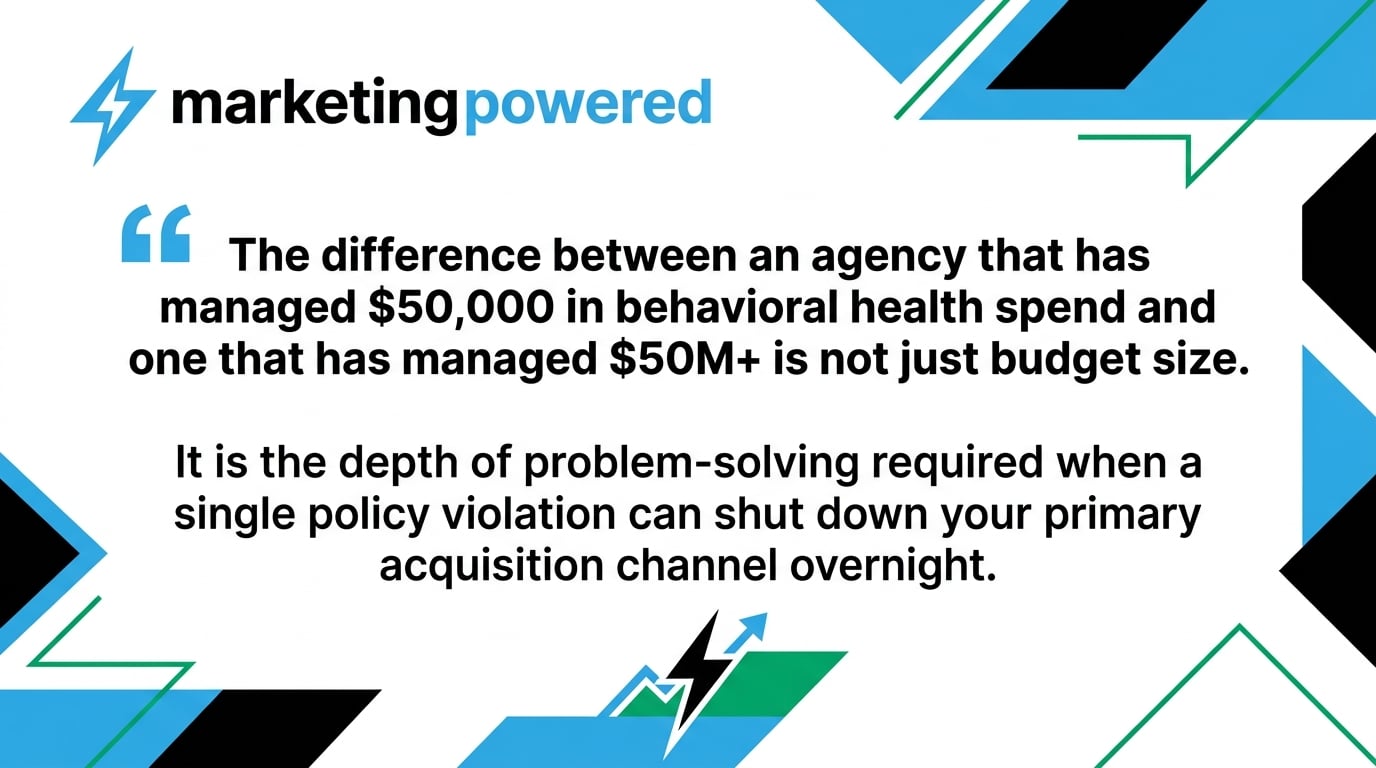 marketingpowered
“The difference between an agency that has
managed $50,000 in behavioral health spend and
one that has managed $50M+ is not just budget size.
It is the depth of problem-solving required when a
single policy violation can shut down your primary
acquisition channel overnight.